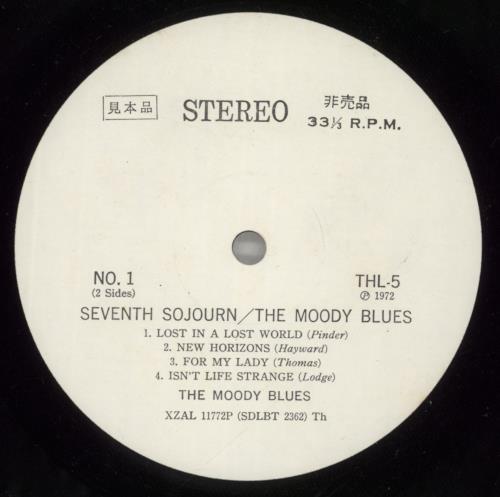 見本品 STEREO 非売品
33⅓ R.P.M.
NO. 1 THL-5
(2 Sides) ℗ 1972
SEVENTH SOJOURN/THE MOODY BLUES
1. LOST IN A LOST WORLD (Pinder)
2. NEW HORIZONS (Hayward)
3. FOR MY LADY (Thomas)
4. ISN'T LIFE STRANGE (Lodge)
THE MOODY BLUES
XZAL 11772P (SDLBT 2362) Th